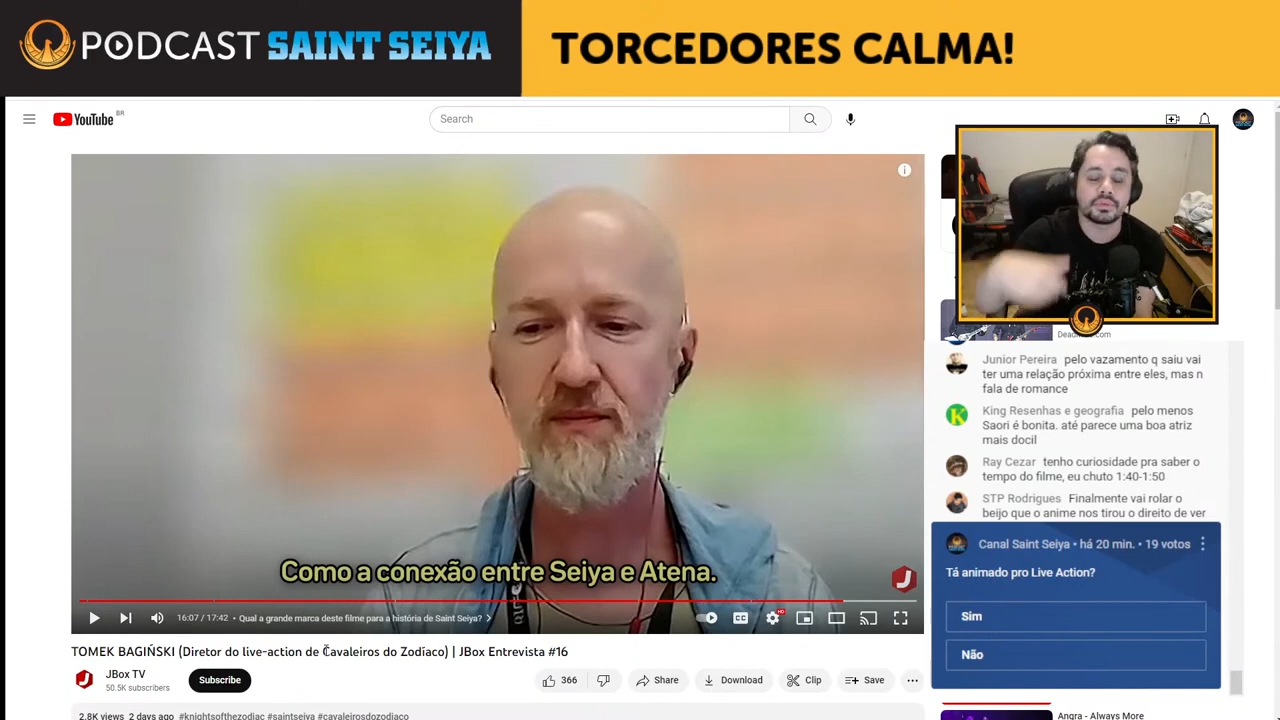 PODCAST SAINT SEIYA
TORCEDORES CALMA!
YouTube BR
Search
Como a conexão entre Seiya e Atena.
16:07 / 17:42 • Qual a grande marca deste filme para a história de Saint Seiya?
CC
HD
TOMEK BAGIŃSKI (Diretor do live-action de Cavaleiros do Zodíaco) | JBox Entrevista #16
JBox TV
50.5K subscribers
Subscribe
366
Share
Download
Clip
Save
2.8K views 2 days ago #knightsofthezodiac #saintseiya #cavaleirosdozodiaco
Junior Pereira pelo vazamento q saiu vai
ter uma relação próxima entre eles, mas n
fala de romance
King Resenhas e geografia pelo menos
Saori é bonita. até parece uma boa atriz
mais docil
Ray Cezar tenho curiosidade pra saber o
tempo do filme, eu chuto 1:40-1:50
STP Rodrigues Finalmente vai rolar o
beijo que o anime nos tirou o direito de ver
Canal Saint Seiya • há 20 min. • 19 votos
Tá animado pro Live Action?
Sim
Não
Angra - Always More